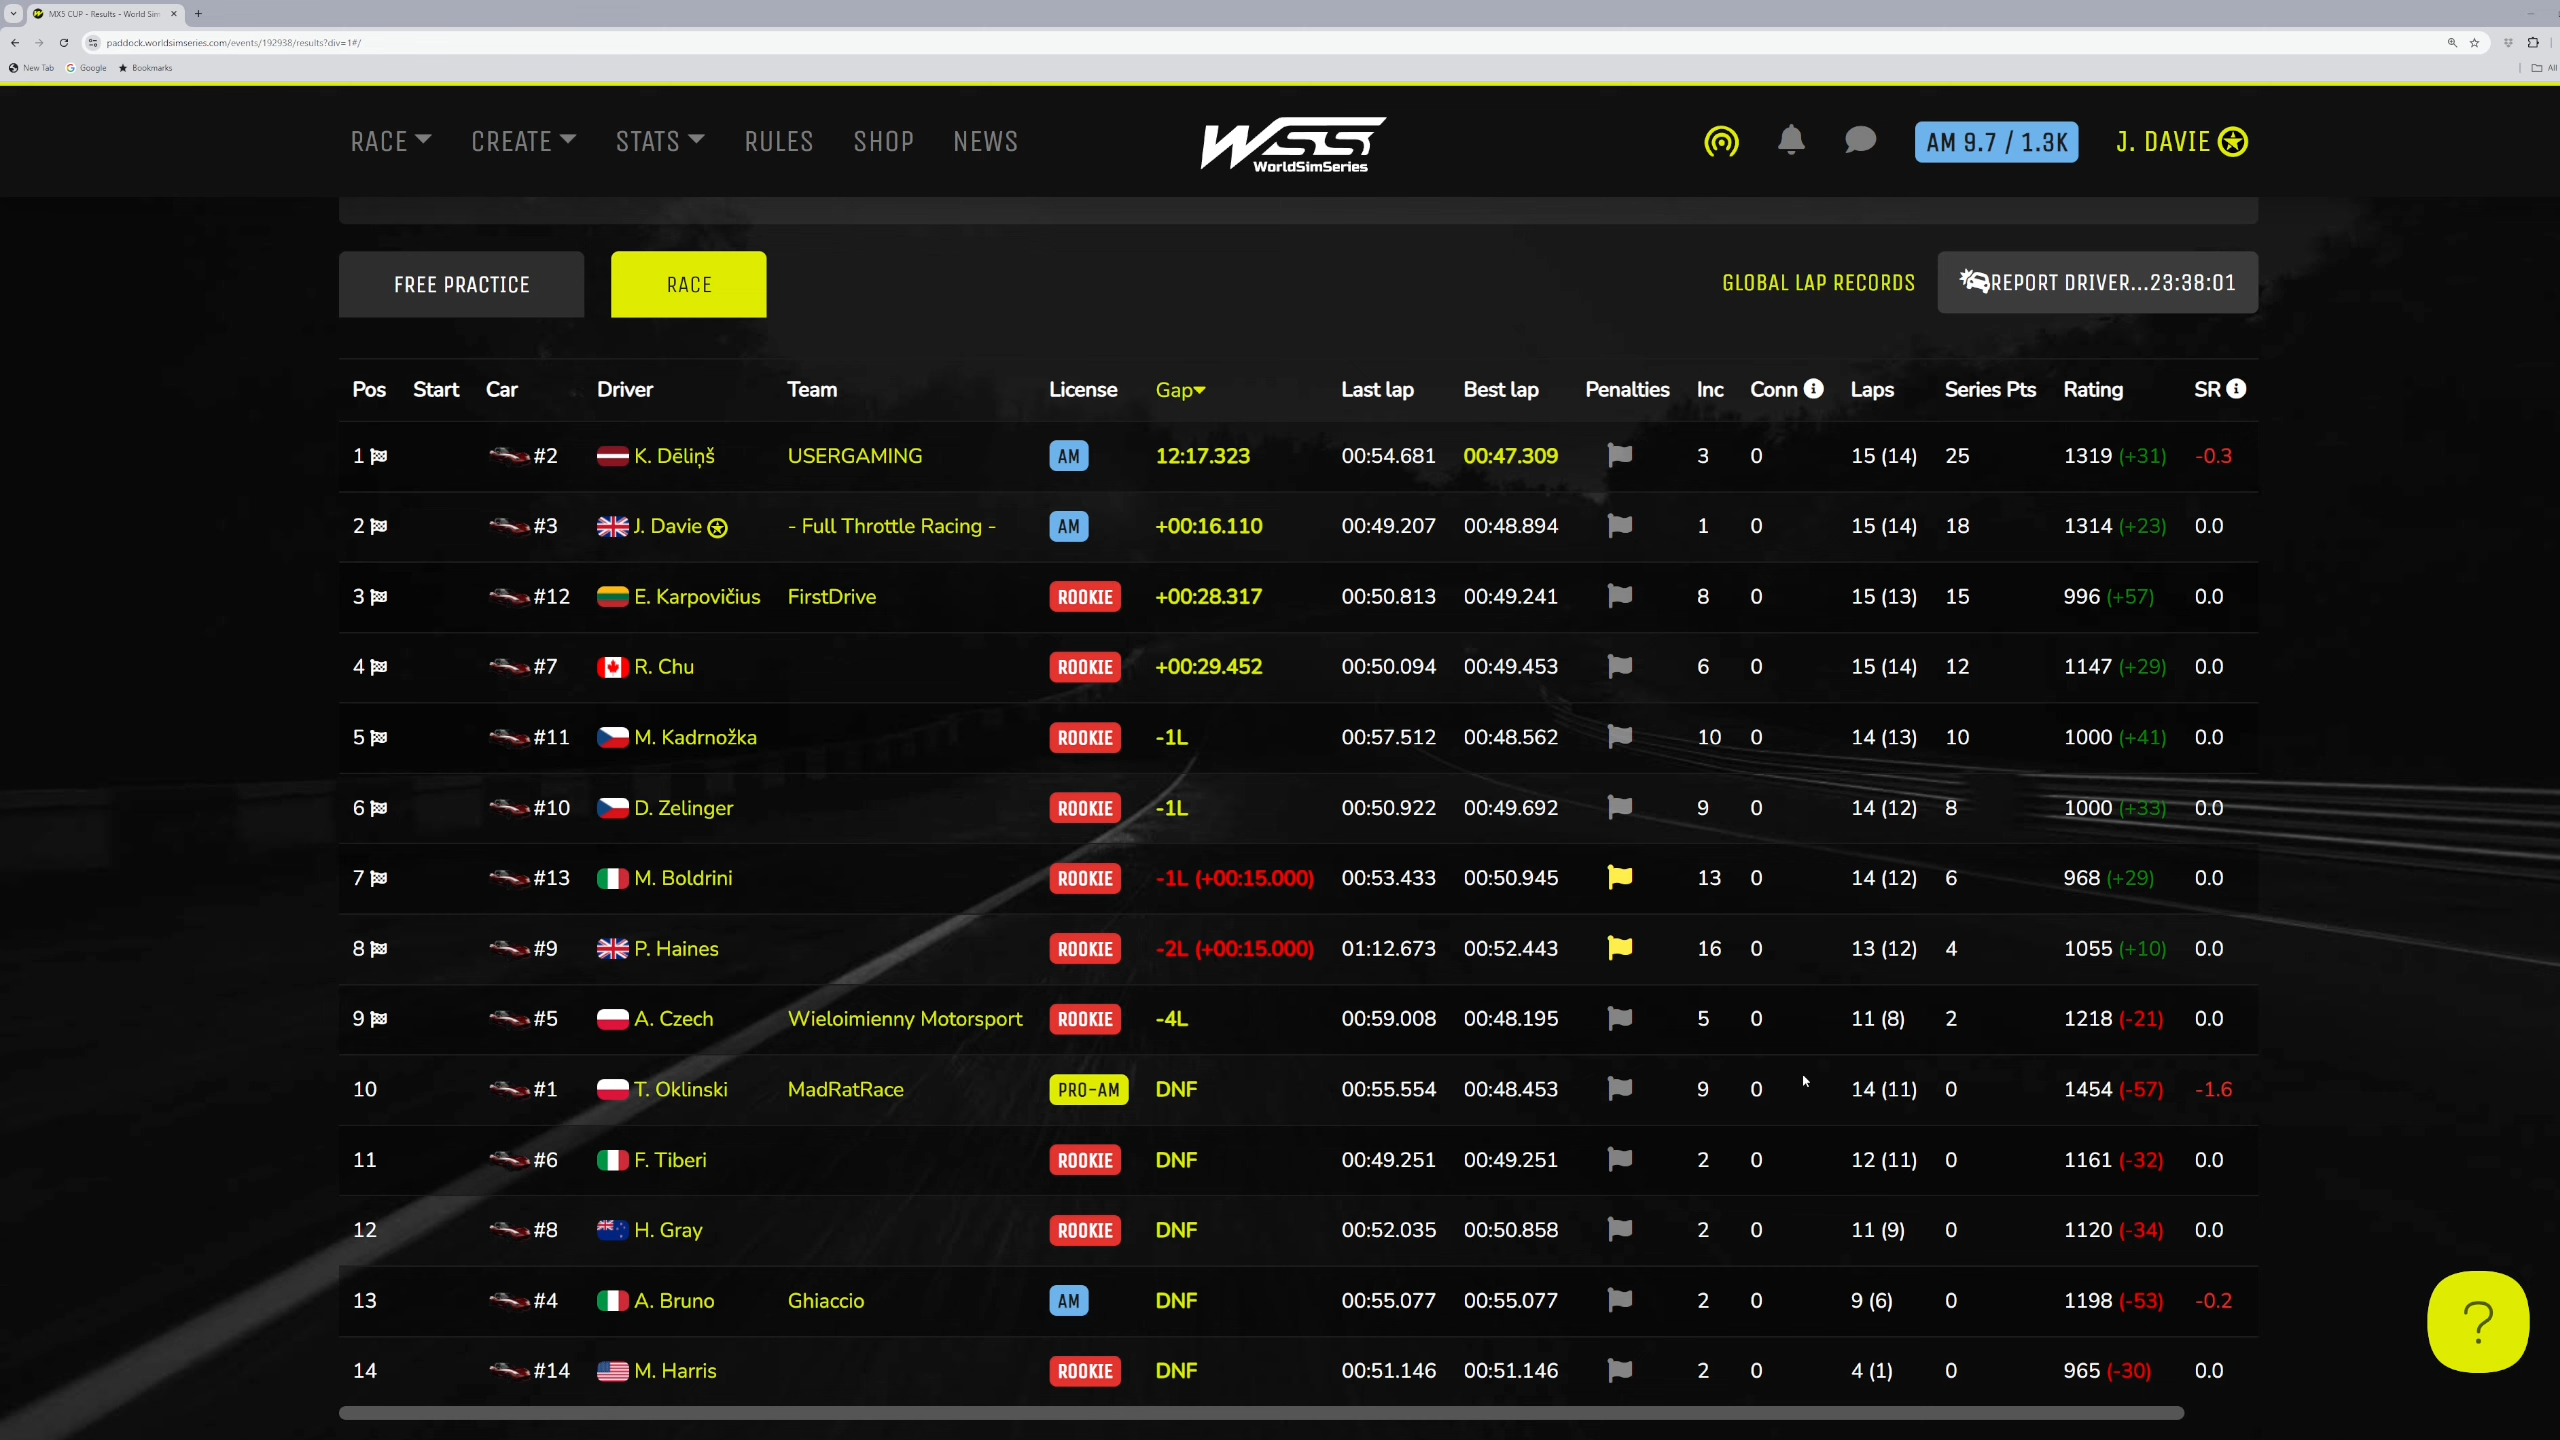 MX5 CUP - Results - World Sim
paddock.worldsimseries.com/events/192938/results?div=1#/
New Tab Google Bookmarks All
RACE CREATE STATS RULES SHOP NEWS WSS WorldSimSeries AM 9.7 / 1.3K J. DAVIE
FREE PRACTICE RACE GLOBAL LAP RECORDS REPORT DRIVER...23:38:01
Pos Start Car Driver Team License Gap Last lap Best lap Penalties Inc Conn Laps Series Pts Rating SR
1 #2 K. Dēliņš USERGAMING AM 12:17.323 00:54.681 00:47.309 3 0 15 (14) 25 1319 (+31) -0.3
2 #3 J. Davie - Full Throttle Racing - AM +00:16.110 00:49.207 00:48.894 1 0 15 (14) 18 1314 (+23) 0.0
3 #12 E. Karpovičius FirstDrive ROOKIE +00:28.317 00:50.813 00:49.241 8 0 15 (13) 15 996 (+57) 0.0
4 #7 R. Chu ROOKIE +00:29.452 00:50.094 00:49.453 6 0 15 (14) 12 1147 (+29) 0.0
5 #11 M. Kadrnožka ROOKIE -1L 00:57.512 00:48.562 10 0 14 (13) 10 1000 (+41) 0.0
6 #10 D. Zelinger ROOKIE -1L 00:50.922 00:49.692 9 0 14 (12) 8 1000 (+33) 0.0
7 #13 M. Boldrini ROOKIE -1L (+00:15.000) 00:53.433 00:50.945 13 0 14 (12) 6 968 (+29) 0.0
8 #9 P. Haines ROOKIE -2L (+00:15.000) 01:12.673 00:52.443 16 0 13 (12) 4 1055 (+10) 0.0
9 #5 A. Czech Wieloimienny Motorsport ROOKIE -4L 00:59.008 00:48.195 5 0 11 (8) 2 1218 (-21) 0.0
10 #1 T. Oklinski MadRatRace PRO-AM DNF 00:55.554 00:48.453 9 0 14 (11) 0 1454 (-57) -1.6
11 #6 F. Tiberi ROOKIE DNF 00:49.251 00:49.251 2 0 12 (11) 0 1161 (-32) 0.0
12 #8 H. Gray ROOKIE DNF 00:52.035 00:50.858 2 0 11 (9) 0 1120 (-34) 0.0
13 #4 A. Bruno Ghiaccio AM DNF 00:55.077 00:55.077 2 0 9 (6) 0 1198 (-53) -0.2
14 #14 M. Harris ROOKIE DNF 00:51.146 00:51.146 2 0 4 (1) 0 965 (-30) 0.0
?